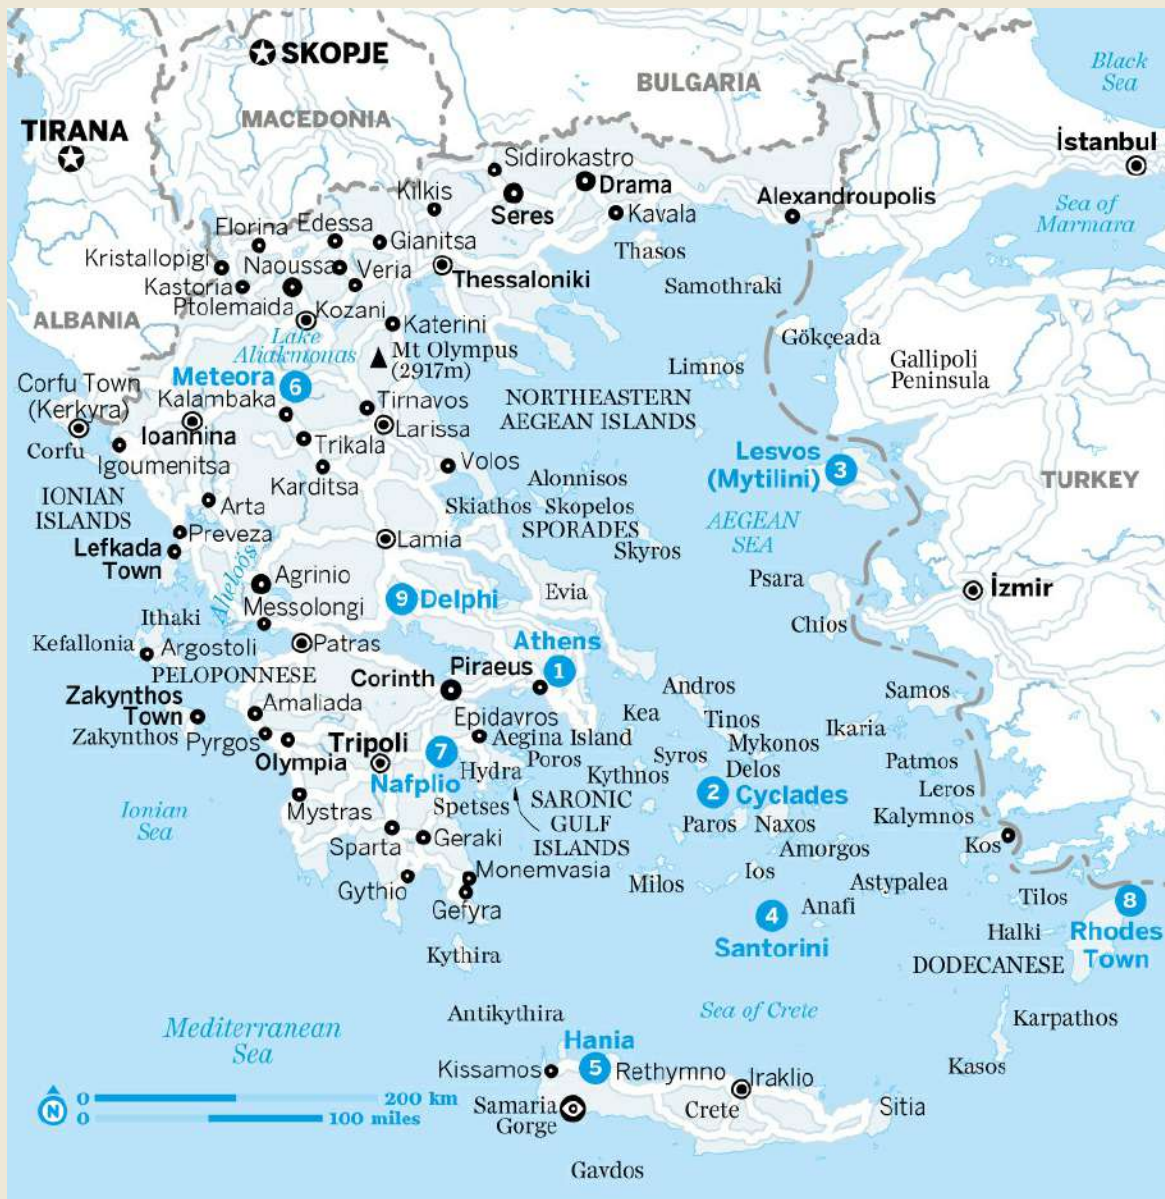 SKOPJE
Black
Sea
BULGARIA
MACEDONIA
TIRANA
İstanbul
Sidirokastro
Drama
Kilkis
Seres
Alexandroupolis
Kavala
Sea of
Marmara
Florina
Edessa
Gianitsa
Thasos
Kristallopigi
Naoussa
Veria
Thessaloniki
Kastoria
Samothraki
Ptolemaida
Kozani
ALBANIA
Katerini
Lake
Aliakmonas
Gökçeada
Mt Olympus
(2917m)
Gallipoli
Peninsula
Limnos
Meteora
6
Corfu Town
(Kerkyra)
Kalambaka
Tirnavos
NORTHEASTERN
AEGEAN ISLANDS
Ioannina
Larissa
Corfu
Trikala
Igoumenitsa
Volos
Lesvos
(Mytilini)
3
TURKEY
Karditsa
Alonnisos
IONIAN
ISLANDS
Arta
Skiathos
Skopelos
SPORADES
AEGEAN
SEA
Preveza
Lamia
Skyros
Lefkada
Town
Aheloös
Agrinio
Psara
İzmir
9
Delphi
Evia
Messolongi
Ithaki
Chios
Kefallonia
Argostoli
Patras
Athens
1
PELOPONNESE
Piraeus
Corinth
Zakynthos
Town
Amaliada
Andros
Samos
Epidavros
Kea
Tinos
Ikaria
Zakynthos
Pyrgos
Tripoli
7
Aegina Island
Mykonos
Olympia
Poros
Syros
Patmos
Nafplio
Hydra
Kythnos
Delos
Leros
2
Cyclades
Ionian
Sea
Mystras
Spetses
SARONIC
GULF
ISLANDS
Paros
Naxos
Kalymnos
Sparta
Geraki
Amorgos
Kos
Gythio
Monemvasia
Milos
Ios
Astypalea
Gefyra
Tilos
8
4
Anafi
Rhodes
Town
Halki
Santorini
Kythira
DODECANESE
Antikythira
Sea of Crete
Mediterranean
Sea
Karpathos
Hania
5
Kasos
Kissamos
Rethymno
Iraklio
N
0
200 km
0
100 miles
Samaria
Gorge
Crete
Sitia
Gavdos